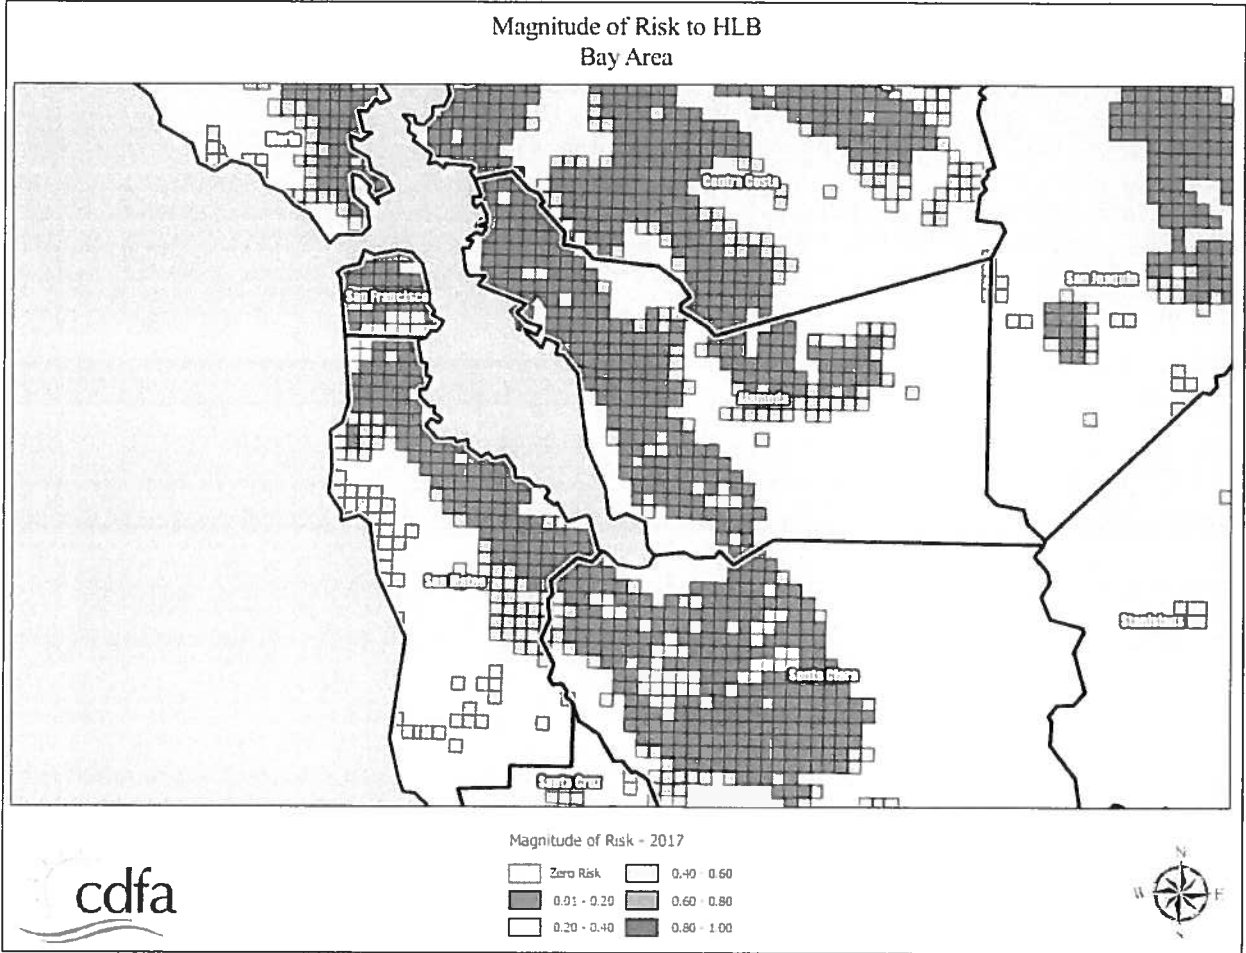 Magnitude of Risk to HLB
Bay Area
Marin
Contra Costa
San Joaquin
San Francisco
Alameda
San Mateo
Stanislaus
Santa Clara
Santa Cruz
Magnitude of Risk - 2017
Zero Risk
0.40 - 0.60
0.01 - 0.20
0.60 - 0.80
0.20 - 0.40
0.80 - 1.00
cdfa
N
W
E